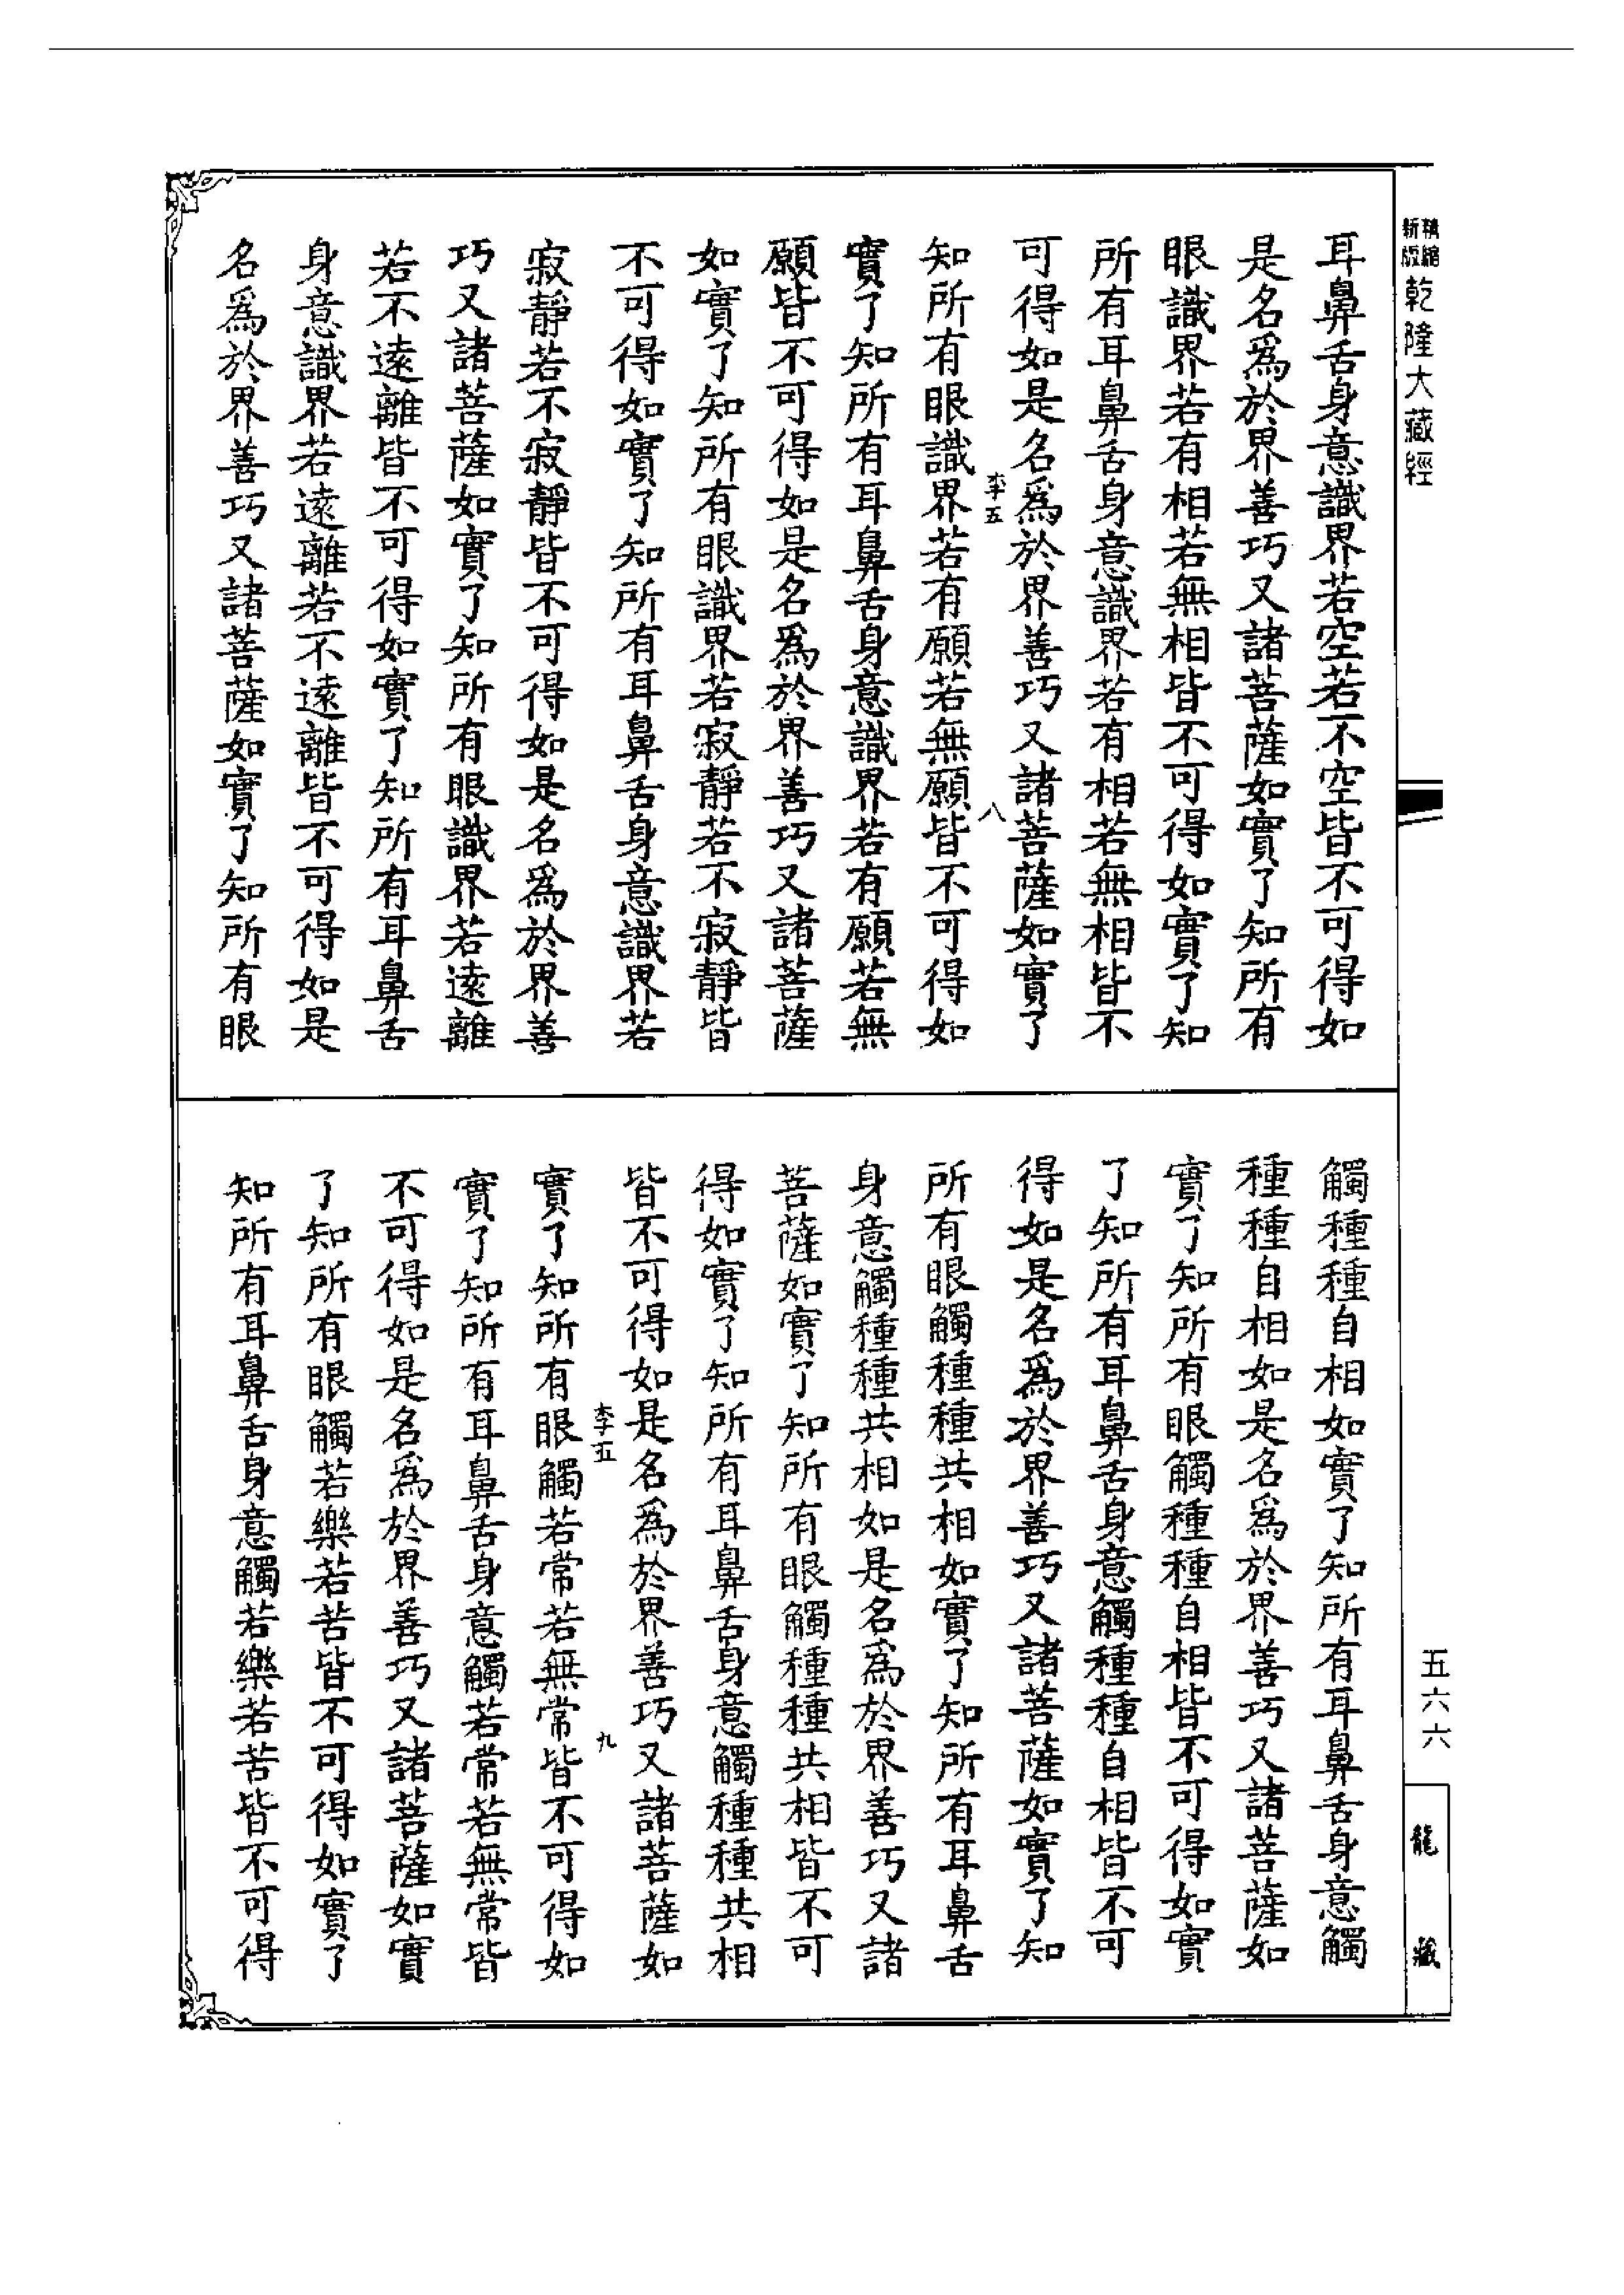 精縮新版乾隆大藏經
耳鼻舌身意識界若空若不空皆不可得如
是名為於界善巧又諸菩薩如實了知所有
眼識界若有相若無相皆不可得如實了知
所有耳鼻舌身意識界若有相若無相皆不
可得如是名為於界善巧又諸菩薩如實了
李五 八
知所有眼識界若有願若無願皆不可得如
實了知所有耳鼻舌身意識界若有願若無
願皆不可得如是名為於界善巧又諸菩薩
如實了知所有眼識界若寂靜若不寂靜皆
不可得如實了知所有耳鼻舌身意識界若
寂靜若不寂靜皆不可得如是名為於界善
巧又諸菩薩如實了知所有眼識界若遠離
若不遠離皆不可得如實了知所有耳鼻舌
身意識界若遠離若不遠離皆不可得如是
名為於界善巧又諸菩薩如實了知所有眼
觸種種自相如實了知所有耳鼻舌身意觸
種種自相如是名為於界善巧又諸菩薩如
實了知所有眼觸種種自相皆不可得如實
了知所有耳鼻舌身意觸種種自相皆不可
得如是名為於界善巧又諸菩薩如實了知
所有眼觸種種共相如實了知所有耳鼻舌
身意觸種種共相如是名為於界善巧又諸
菩薩如實了知所有眼觸種種共相皆不可
得如實了知所有耳鼻舌身意觸種種共相
皆不可得如是名為於界善巧又諸菩薩如
李五 九
實了知所有眼觸若常若無常皆不可得如
實了知所有耳鼻舌身意觸若常若無常皆
不可得如是名為於界善巧又諸菩薩如實
了知所有眼觸若樂若苦皆不可得如實了
知所有耳鼻舌身意觸若樂若苦皆不可得
五六六
龍藏